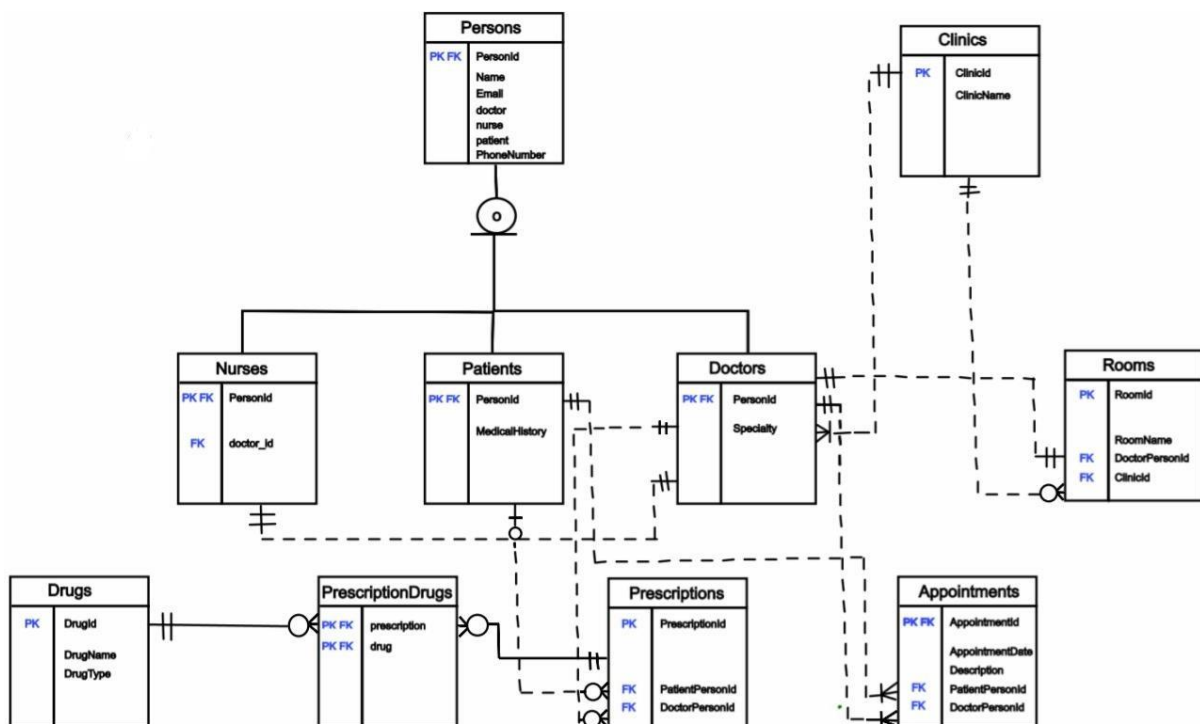 Persons
PK FK PersonId
Name
Email
doctor
nurse
patient
PhoneNumber
o
Clinics
PK ClinicId
ClinicName
Nurses
PK FK PersonId
FK doctor_id
Patients
PK FK PersonId
MedicalHistory
Doctors
PK FK PersonId
Specialty
Rooms
PK RoomId
RoomName
FK DoctorPersonId
FK ClinicId
Drugs
PK DrugId
DrugName
DrugType
PrescriptionDrugs
PK FK prescription
PK FK drug
Prescriptions
PK PrescriptionId
FK PatientPersonId
FK DoctorPersonId
Appointments
PK FK AppointmentId
AppointmentDate
Description
FK PatientPersonId
FK DoctorPersonId